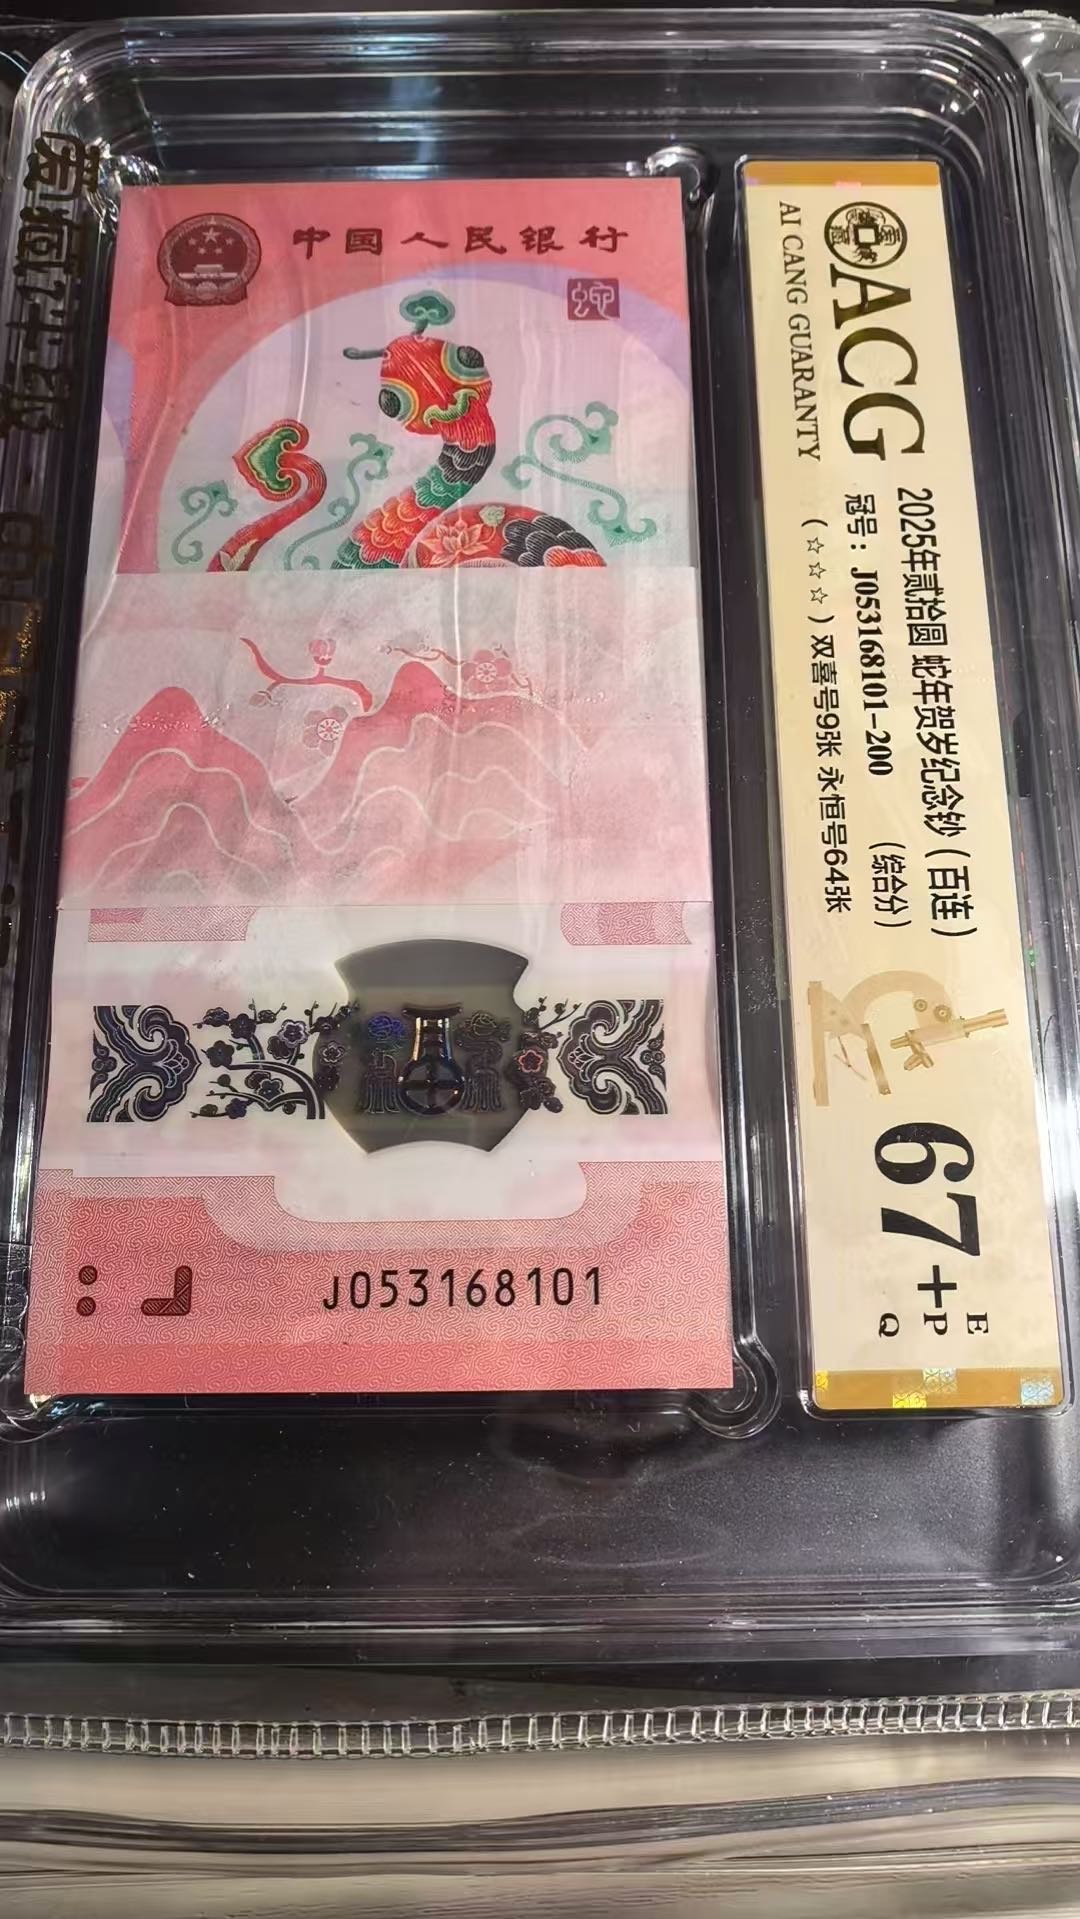 中国人民银行
蛇
J053168101
ACG
AI CANG GUARANTY
2025年贰拾圆 蛇年贺岁纪念钞（百连）
冠号：J053168101-200 （综合分）
（☆☆☆）双喜号9张 永恒号64张
67+
E
P
Q